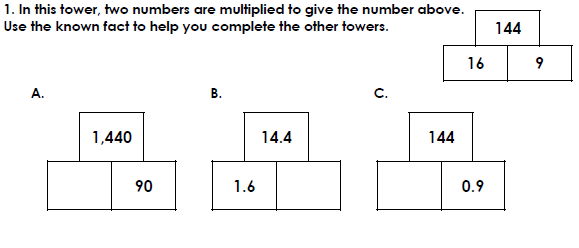 1. In this tower, two numbers are multiplied to give the number above.
Use the known fact to help you complete the other towers.
144
16 9
A. B. C.
1,440 14.4 144
90 1.6 0.9